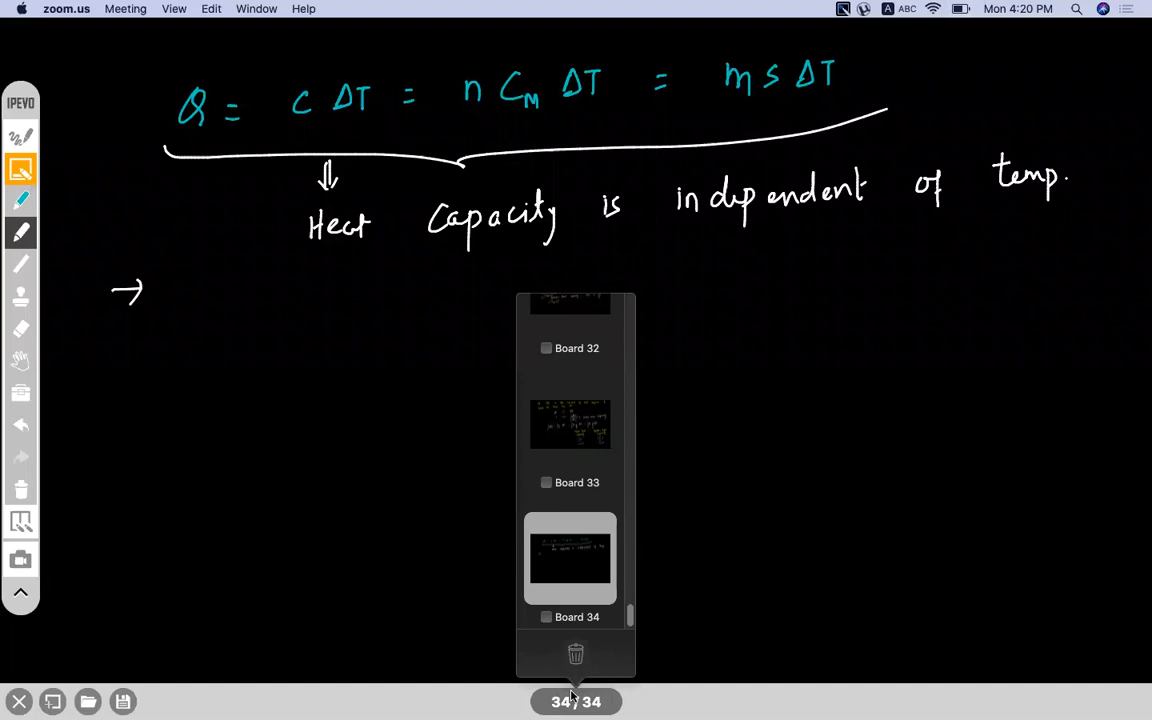 zoom.us Meeting View Edit Window Help A ABC Mon 4:20 PM
IPEVO
Q = C ΔT = n C_M ΔT = m s ΔT
⇓
Heat Capacity is independent of temp.
→
Board 32
Board 33
Board 34
34 / 34